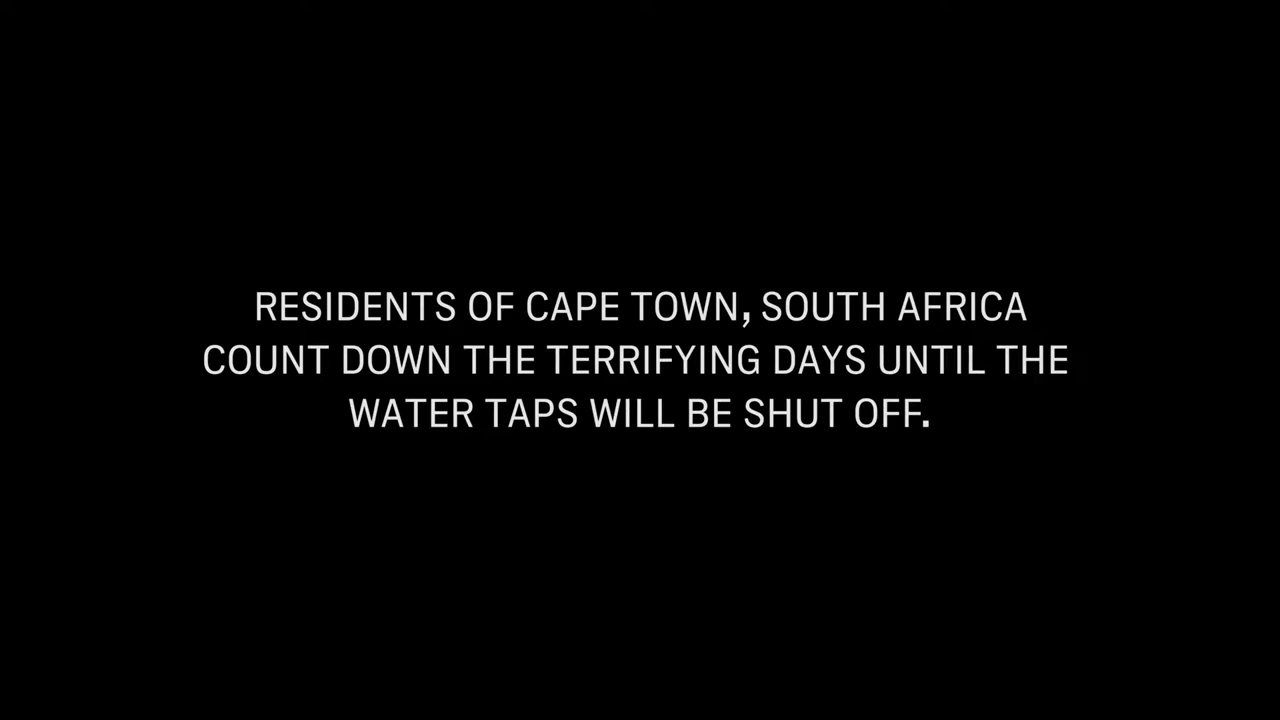 RESIDENTS OF CAPE TOWN, SOUTH AFRICA
COUNT DOWN THE TERRIFYING DAYS UNTIL THE
WATER TAPS WILL BE SHUT OFF.